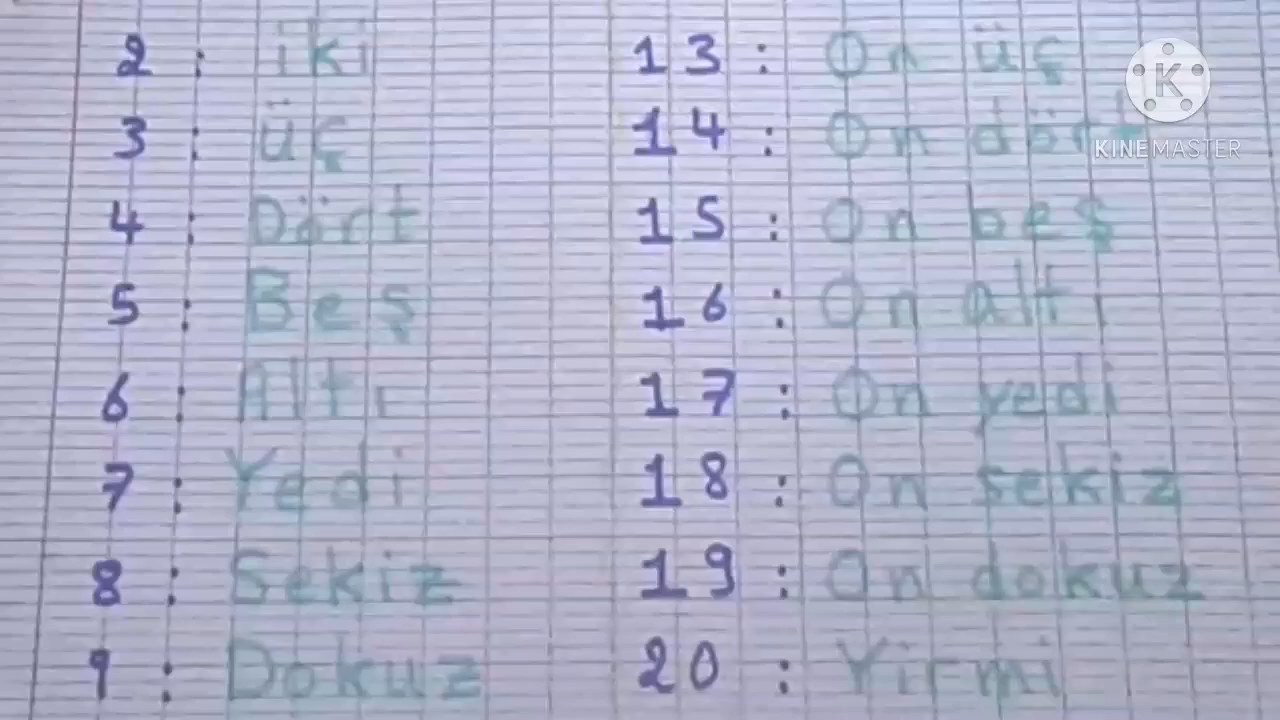 2 : iki
3 : üç
4 : Dört
5 : Beş
6 : Altı
7 : Yedi
8 : Sekiz
9 : Dokuz
13 : On üç
14 : On dört
15 : On beş
16 : On altı
17 : On yedi
18 : On sekiz
19 : On dokuz
20 : Yirmi
KINEMASTER